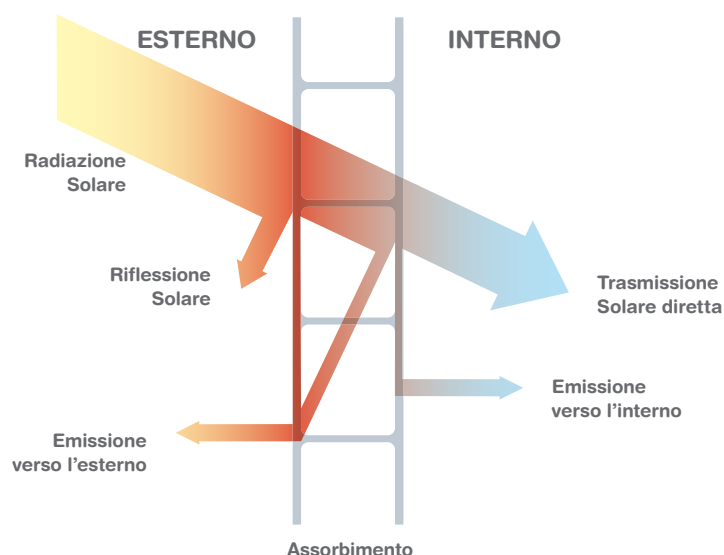 ESTERNO
INTERNO
Radiazione
Solare
Riflessione
Solare
Trasmissione
Solare diretta
Emissione
verso l'interno
Emissione
verso l'esterno
Assorbimento